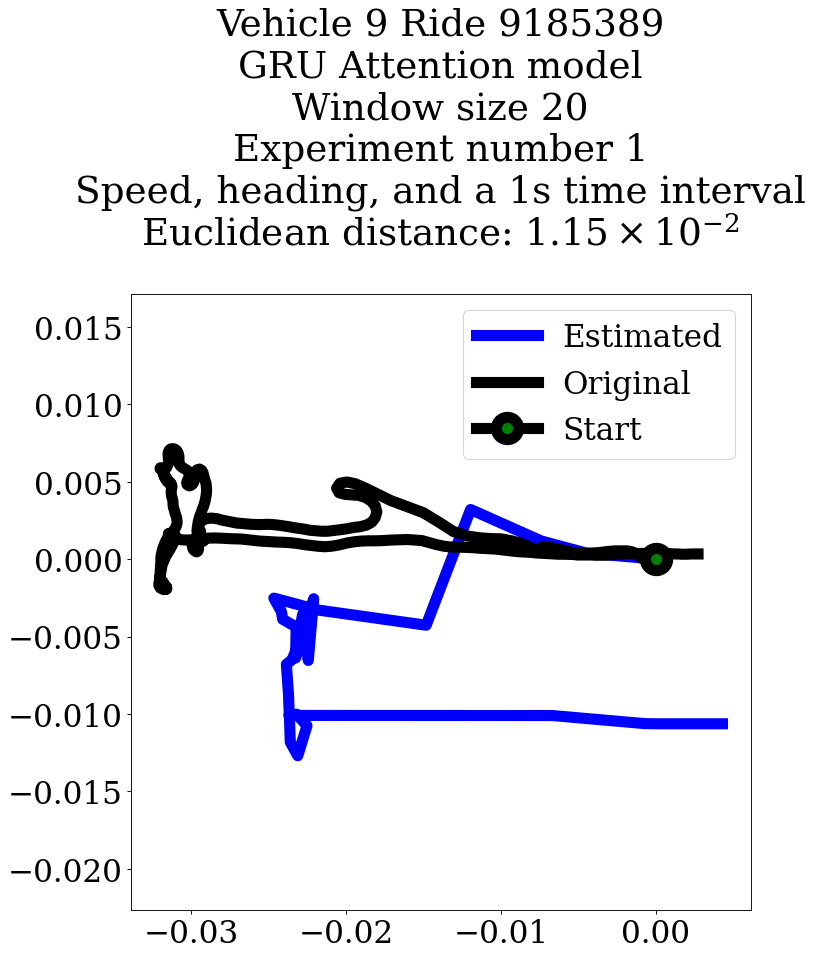 Vehicle 9 Ride 9185389
GRU Attention model
Window size 20
Experiment number 1
Speed, heading, and a 1s time interval
Euclidean distance: 1.15 × 10⁻²
Estimated
Original
Start
0.015
0.010
0.005
0.000
−0.005
−0.010
−0.015
−0.020
−0.03
−0.02
−0.01
0.00